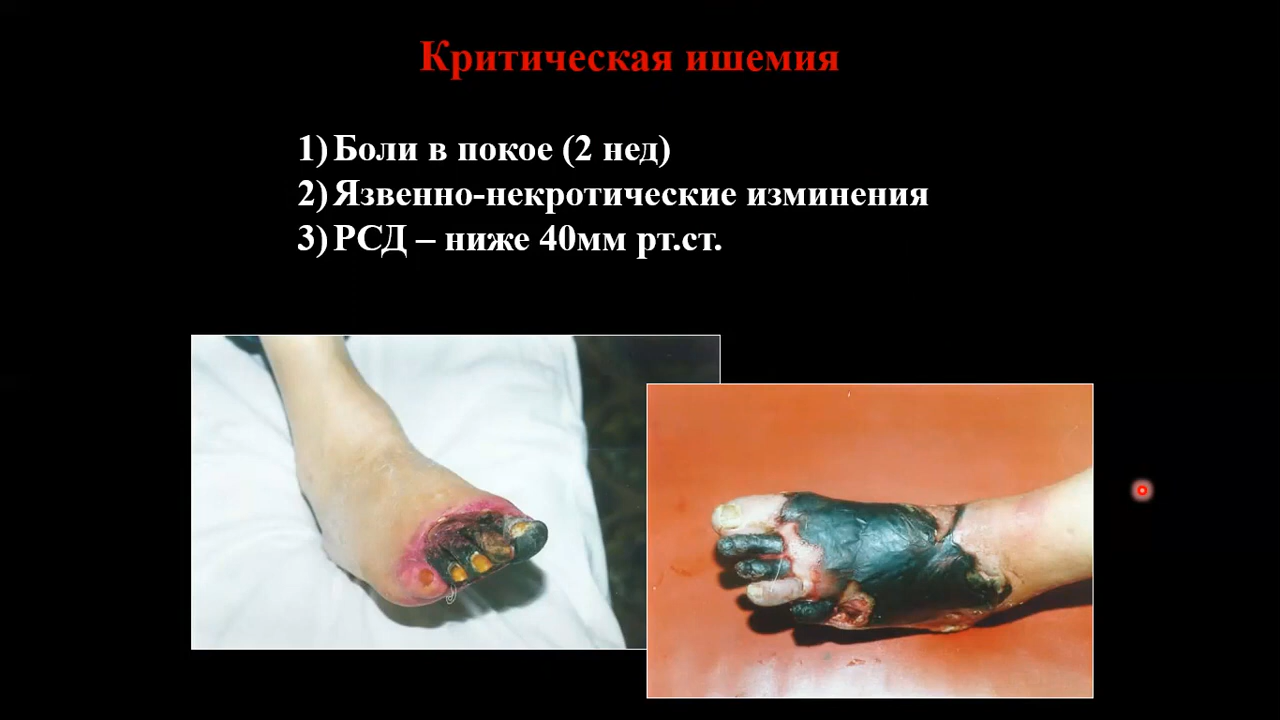 Критическая ишемия
1) Боли в покое (2 нед)
2) Язвенно-некротические изминения
3) РСД – ниже 40мм рт.ст.